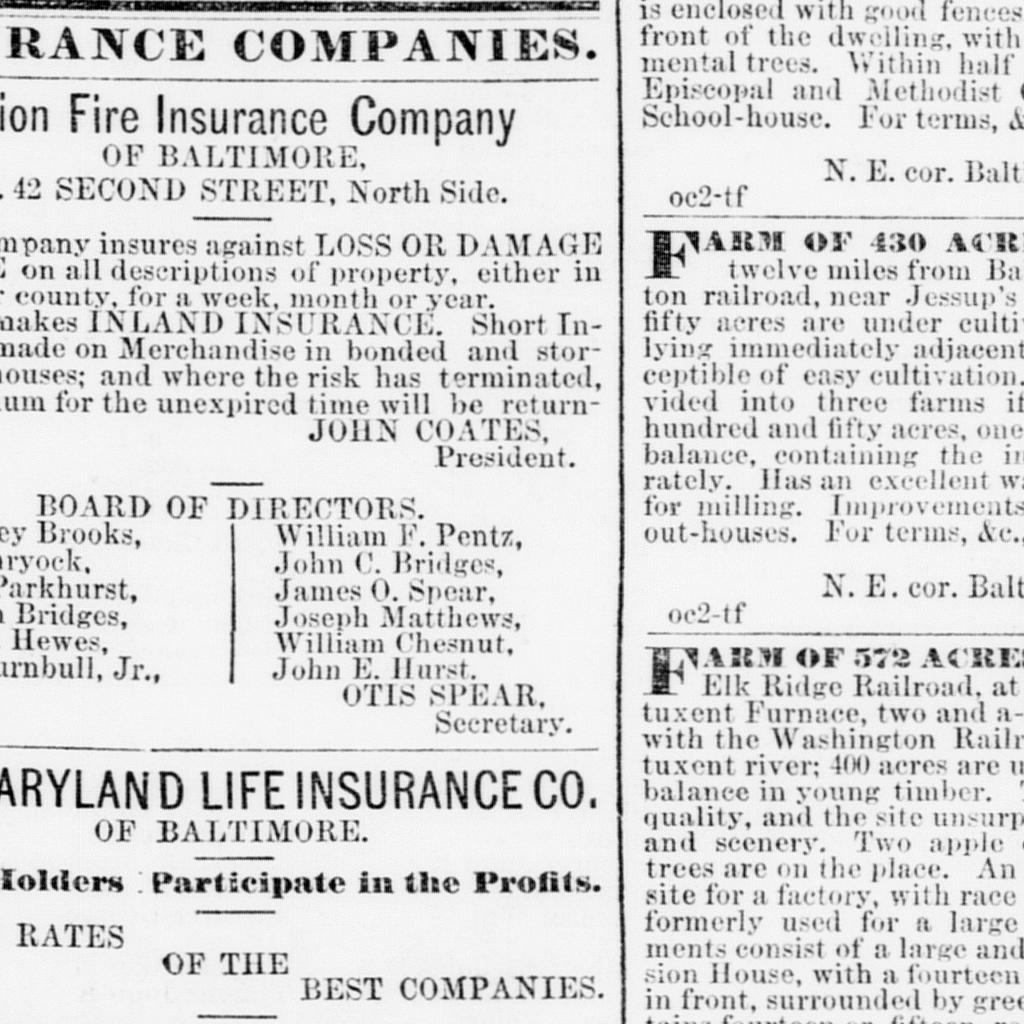 RANCE COMPANIES.
ion Fire Insurance Company
OF BALTIMORE,
. 42 SECOND STREET, North Side.
mpany insures against LOSS OR DAMAGE
E on all descriptions of property, either in
r county, for a week, month or year.
makes INLAND INSURANCE. Short In-
made on Merchandise in bonded and stor-
houses; and where the risk has terminated,
ium for the unexpired time will be return-
JOHN COATES,
President.
BOARD OF DIRECTORS.
ey Brooks,
aryock,
Parkhurst,
n Bridges,
Hewes,
urnbull, Jr.,
William F. Pentz,
John C. Bridges,
James O. Spear,
Joseph Matthews,
William Chesnut,
John E. Hurst.
OTIS SPEAR,
Secretary.
ARYLAND LIFE INSURANCE CO.
OF BALTIMORE.
Holders Participate in the Profits.
RATES
OF THE
BEST COMPANIES.
is enclosed with good fences
front of the dwelling, with
mental trees. Within half
Episcopal and Methodist
School-house. For terms, &
N. E. cor. Balti
oc2-tf
FARM OF 430 ACRE
twelve miles from Ba
ton railroad, near Jessup's
fifty acres are under culti
lying immediately adjacent
ceptible of easy cultivation.
vided into three farms if
hundred and fifty acres, one
balance, containing the i
rately. Has an excellent wa
for milling. Improvements
out-houses. For terms, &c.,
N. E. cor. Balt
oc2-tf
FARM OF 572 ACRES
Elk Ridge Railroad, at
tuxent Furnace, two and a-
with the Washington Railr
tuxent river; 400 acres are u
balance in young timber.
quality, and the site unsurp
and scenery. Two apple
trees are on the place. An
site for a factory, with race
formerly used for a large
ments consist of a large and
sion House, with a fourteen
in front, surrounded by gree